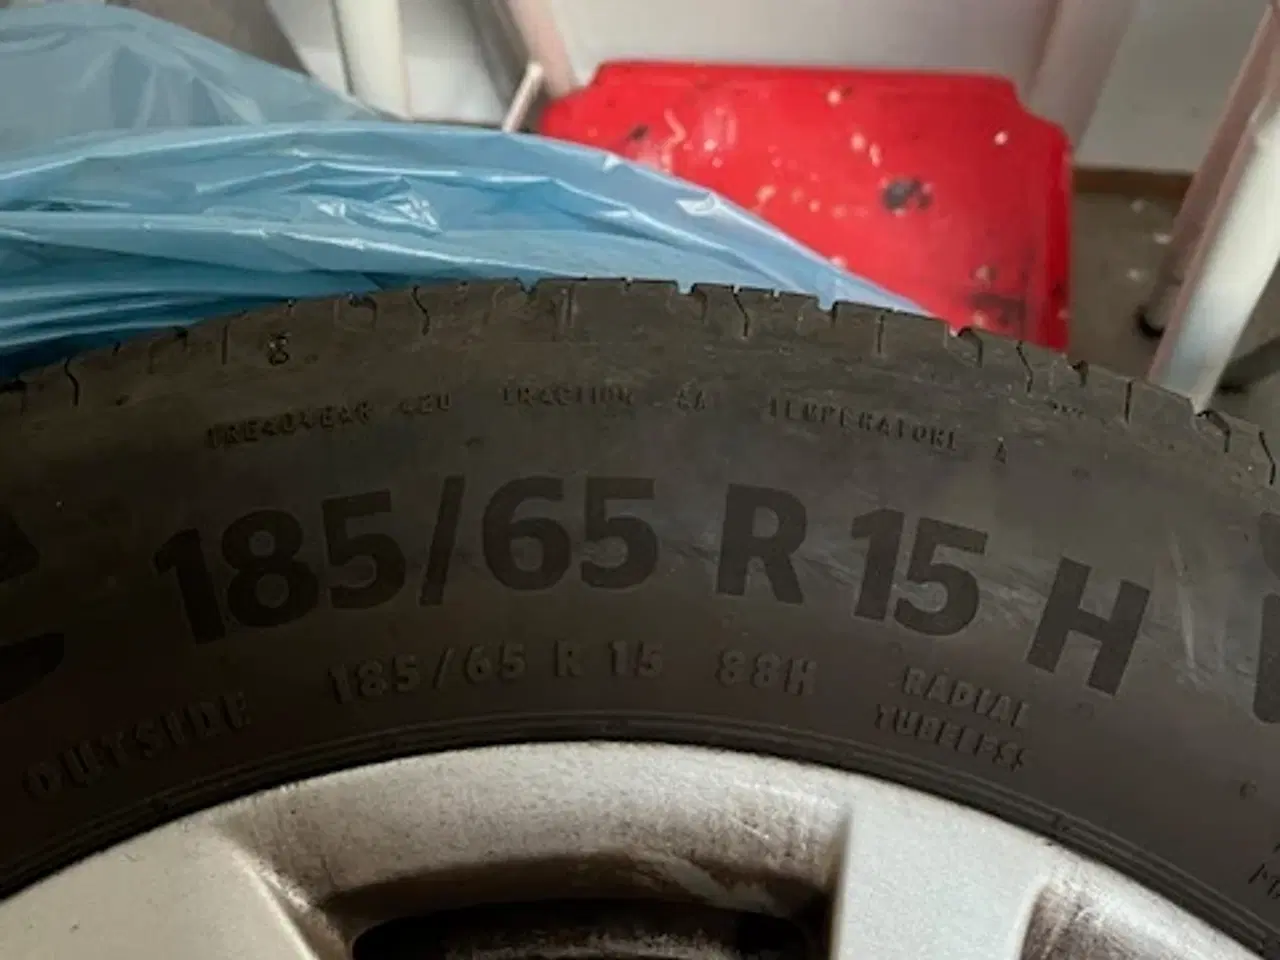 TREADWEAR 420 TRACTION AA TEMPERATURE A
185/65 R 15 H
OUTSIDE 185/65 R 15 88H RADIAL
TUBELESS